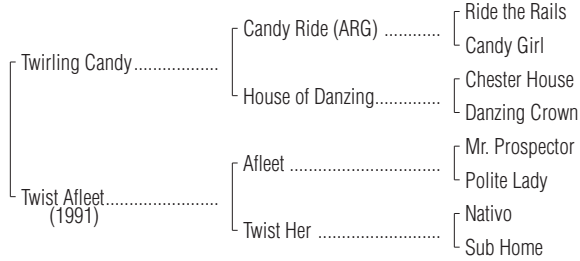 Ride the Rails
Candy Ride (ARG) ............
Candy Girl
Twirling Candy..................
Chester House
House of Danzing..............
Danzing Crown
Mr. Prospector
Afleet ................................
Polite Lady
Twist Afleet........................
(1991)
Nativo
Twist Her ..........................
Sub Home